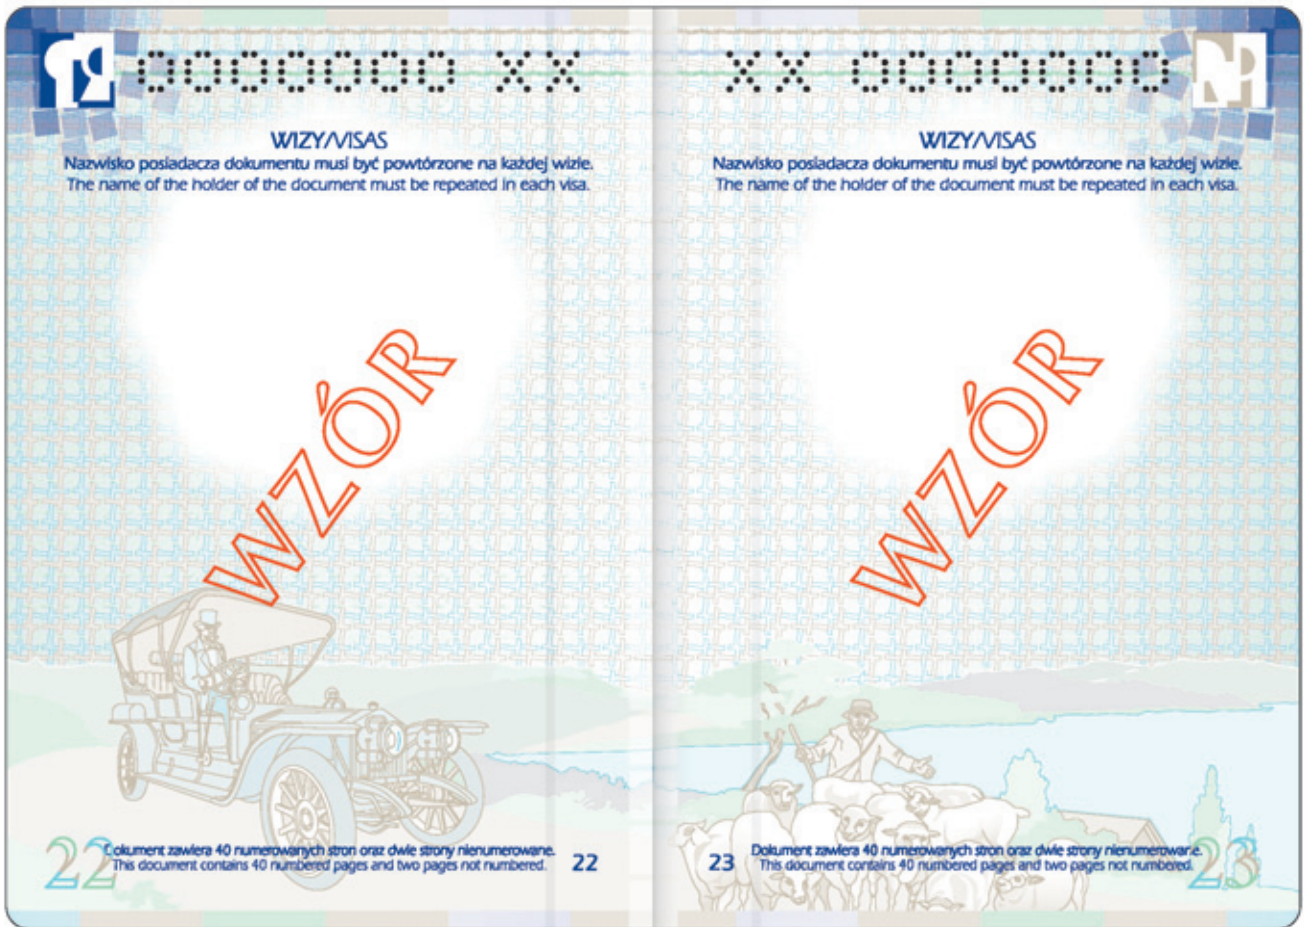 0000000 XX
WIZY/VISAS
Nazwisko posiadacza dokumentu musi być powtórzone na każdej wizie.
The name of the holder of the document must be repeated in each visa.
WZÓR
22
Dokument zawiera 40 numerowanych stron oraz dwie strony nienumerowane.
This document contains 40 numbered pages and two pages not numbered.
22
XX 0000000
WIZY/VISAS
Nazwisko posiadacza dokumentu musi być powtórzone na każdej wizie.
The name of the holder of the document must be repeated in each visa.
WZÓR
23
Dokument zawiera 40 numerowanych stron oraz dwie strony nienumerowane.
This document contains 40 numbered pages and two pages not numbered.
23